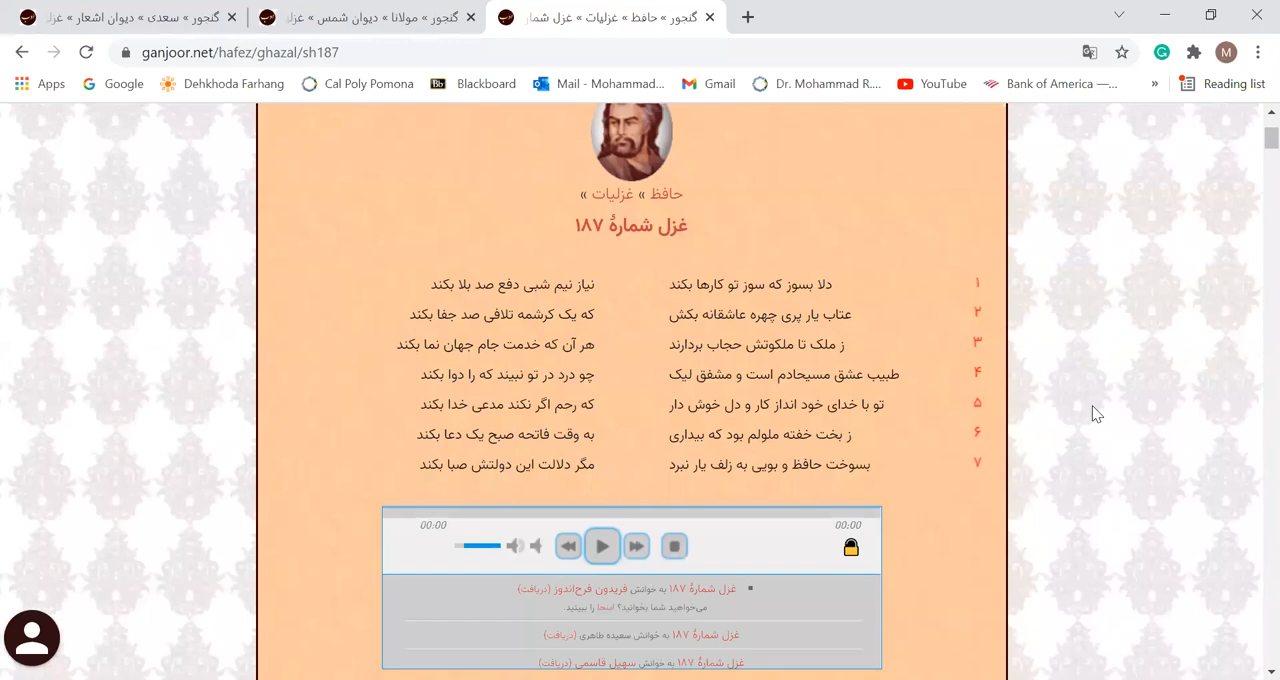 گنجور » سعدی » دیوان اشعار » غزل
گنجور » مولانا » دیوان شمس » غزل
گنجور » حافظ » غزلیات » غزل شمار
ganjoor.net/hafez/ghazal/sh187
M
Apps Google Dehkhoda Farhang Cal Poly Pomona Bb Blackboard Mail - Mohammad... Gmail Dr. Mohammad R.... YouTube Bank of America —... » Reading list
حافظ » غزلیات »
غزل شمارهٔ ۱۸۷
۱ دلا بسوز که سوز تو کارها بکند نیاز نیم شبی دفع صد بلا بکند
۲ عتاب یار پری چهره عاشقانه بکش که یک کرشمه تلافی صد جفا بکند
۳ ز ملک تا ملکوتش حجاب بردارند هر آن که خدمت جام جهان نما بکند
۴ طبیب عشق مسیحادم است و مشفق لیک چو درد در تو نبیند که را دوا بکند
۵ تو با خدای خود انداز کار و دل خوش دار که رحم اگر نکند مدعی خدا بکند
۶ ز بخت خفته ملولم بود که بیداری به وقت فاتحه صبح یک دعا بکند
۷ بسوخت حافظ و بویی به زلف یار نبرد مگر دلالت این دولتش صبا بکند
00:00 00:00
غزل شمارهٔ ۱۸۷ به خوانش فریدون فرح‌اندوز (دریافت)
می‌خواهید شما بخوانید؟ اینجا را ببینید.
غزل شمارهٔ ۱۸۷ به خوانش سعیده طاهری (دریافت)
غزل شمارهٔ ۱۸۷ به خوانش سهیل قاسمی (دریافت)